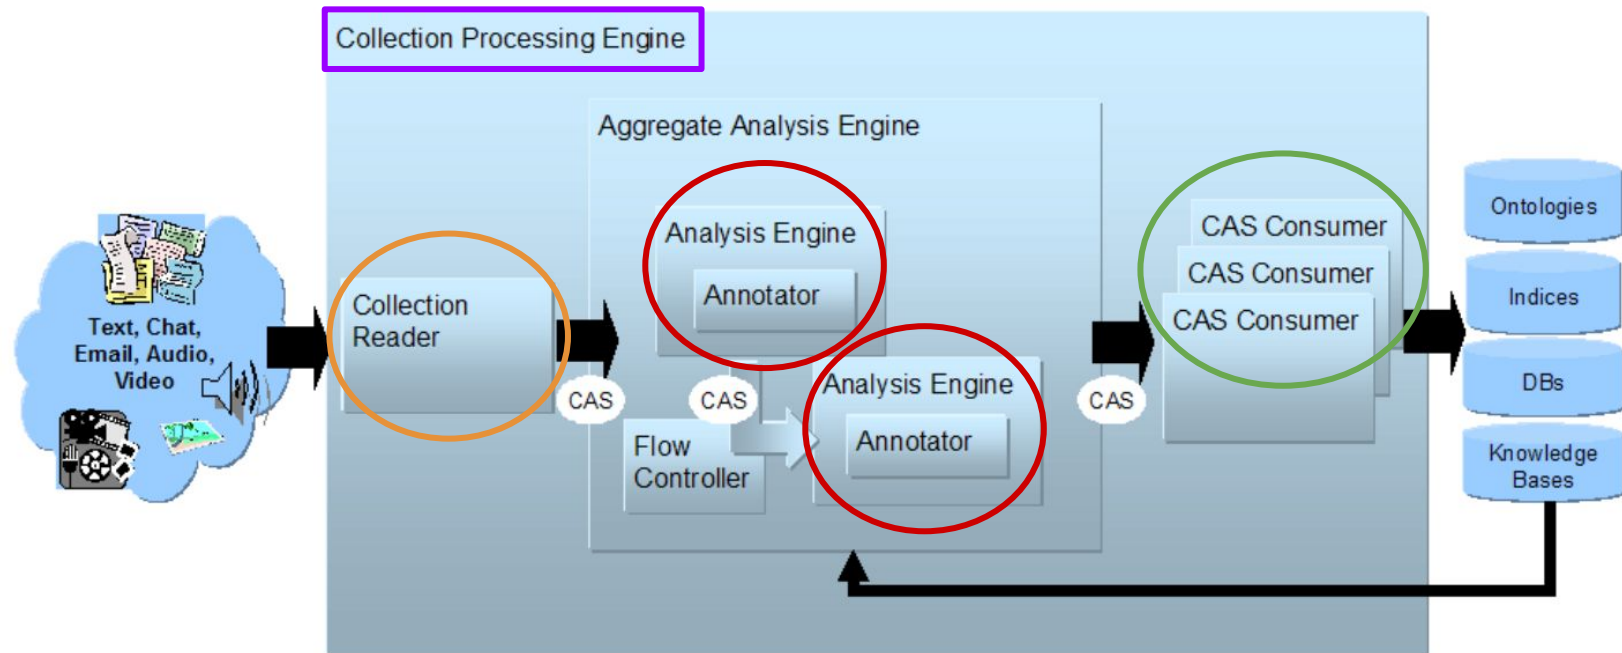 Collection Processing Engine
Aggregate Analysis Engine
Text, Chat,
Email, Audio,
Video
Collection
Reader
CAS
Analysis Engine
Annotator
CAS
Flow
Controller
Analysis Engine
Annotator
CAS
CAS Consumer
CAS Consumer
CAS Consumer
Ontologies
Indices
DBs
Knowledge
Bases